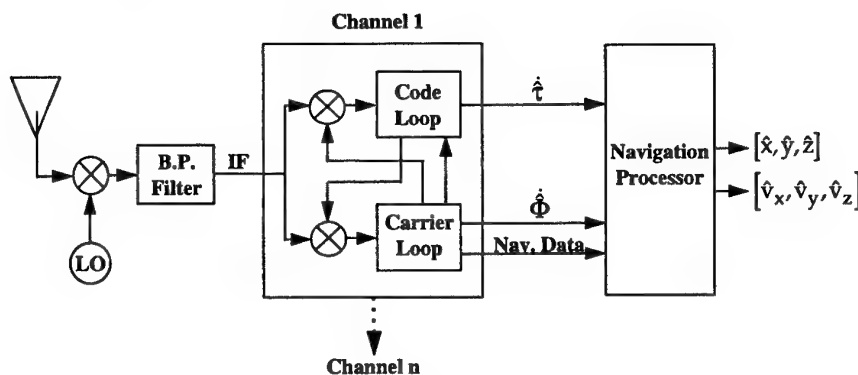 Channel 1
Code
Loop
τ̂̇
B.P.
Filter
IF
Navigation
Processor
[x̂, ŷ, ẑ]
[v̂x, v̂y, v̂z]
LO
Carrier
Loop
Φ̂̇
Nav. Data
Channel n